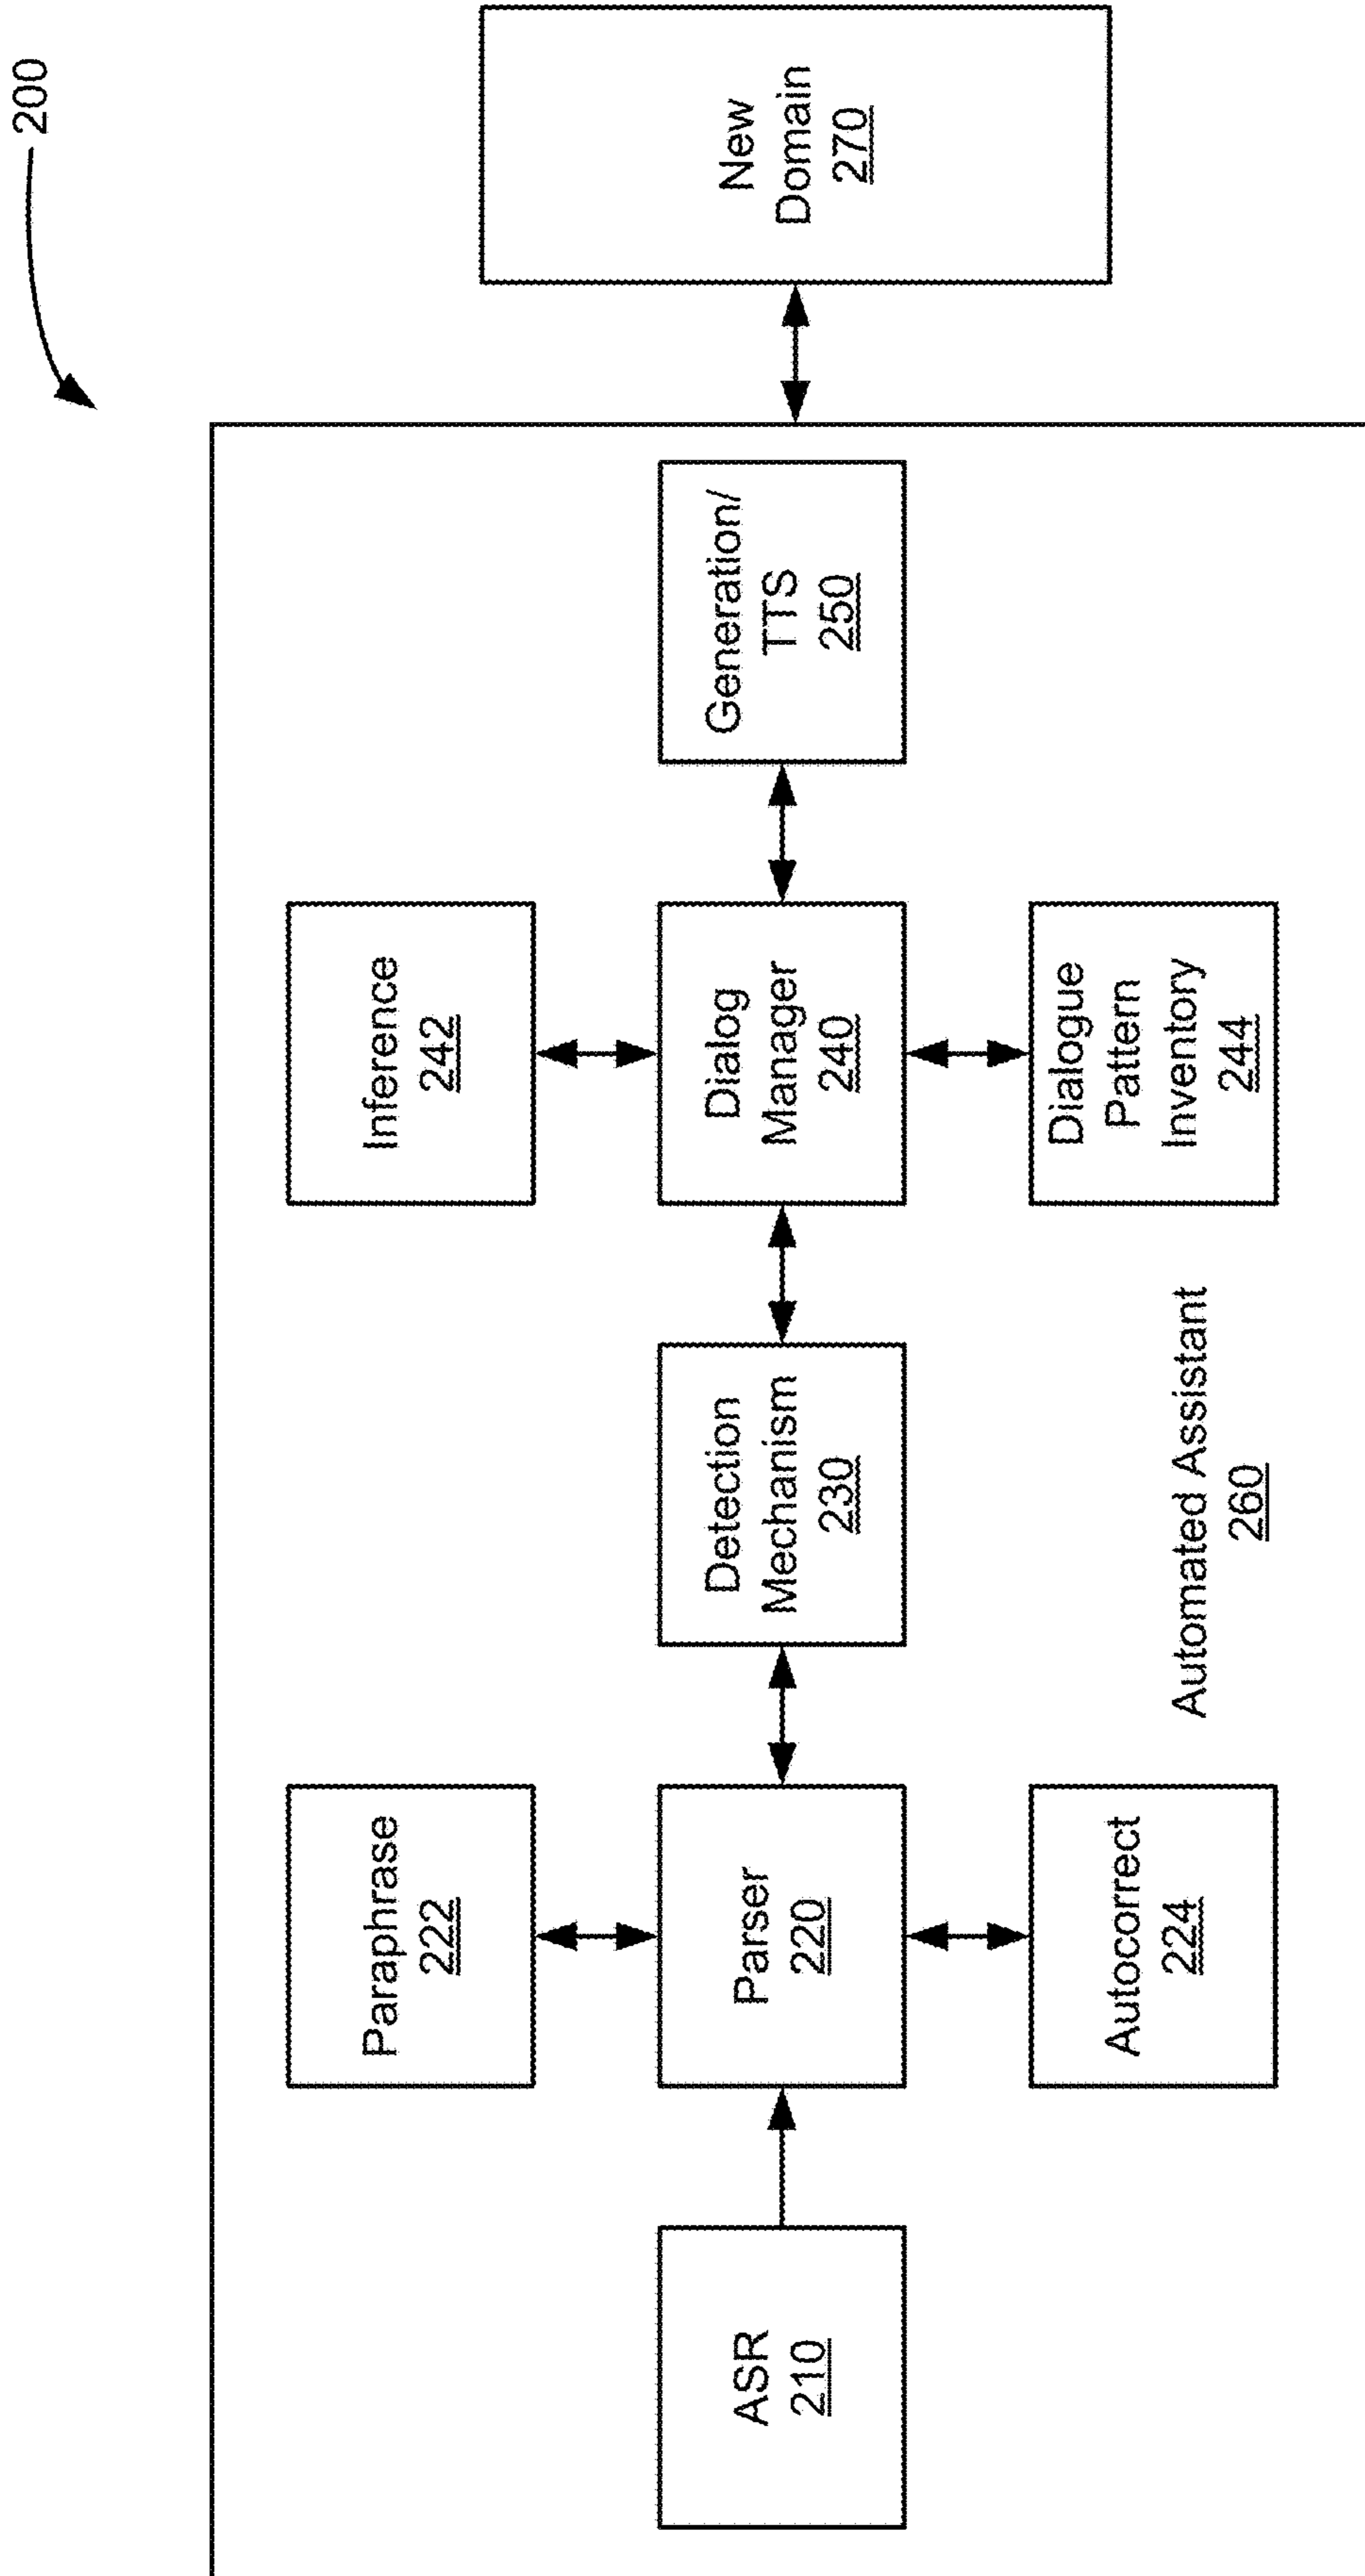 200
Paraphrase
222
Inference
242
ASR
210
Parser
220
Detection
Mechanism
230
Dialog
Manager
240
Generation/
TTS
250
New
Domain
270
Autocorrect
224
Dialogue
Pattern
Inventory
244
Automated Assistant
260